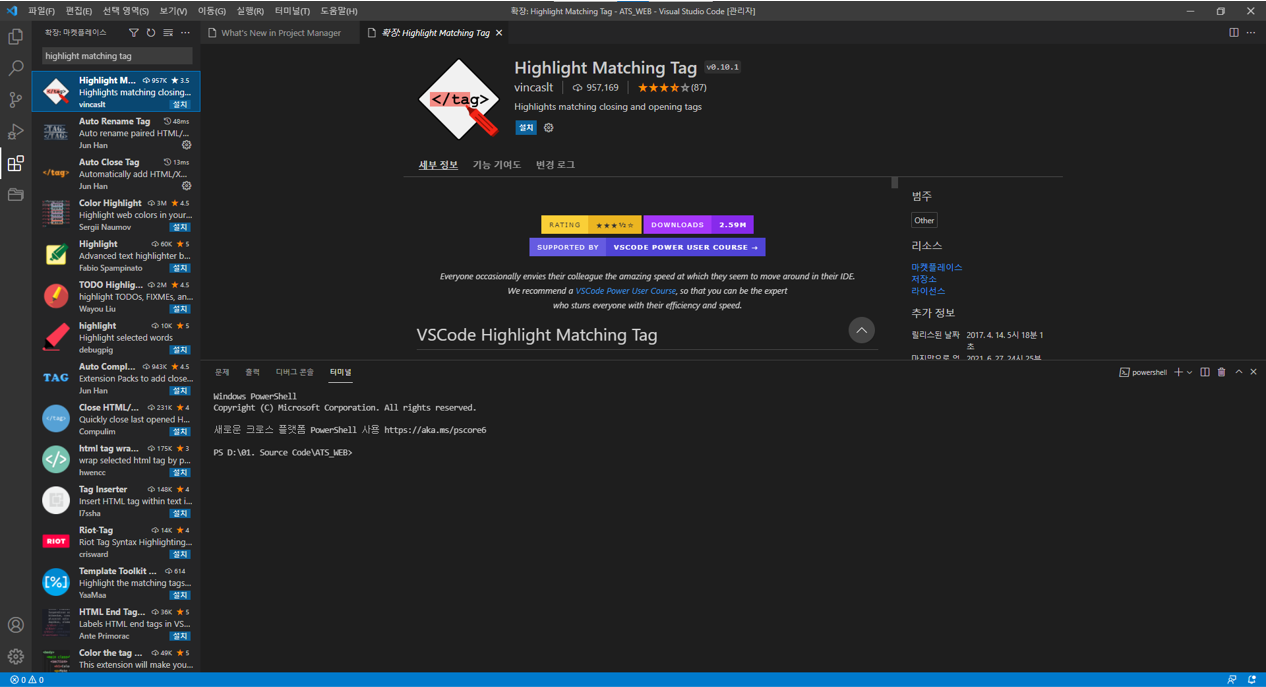 파일(F) 편집(E) 선택 영역(S) 보기(V) 이동(G) 실행(R) 터미널(T) 도움말(H)
확장: Highlight Matching Tag - ATS_WEB - Visual Studio Code [관리자]
확장: 마켓플레이스
What's New in Project Manager
확장: Highlight Matching Tag
highlight matching tag
Highlight M... 957K ★ 3.5
Highlights matching closing...
vincaslt 설치
Auto Rename Tag 48ms
Auto rename paired HTML/...
Jun Han
Auto Close Tag 13ms
Automatically add HTML/X...
Jun Han
Color Highlight 3M ★ 4.5
Highlight web colors in your...
Sergii Naumov 설치
Highlight 60K ★ 5
Advanced text highlighter b...
Fabio Spampinato 설치
TODO Highlig... 2M ★ 4.5
highlight TODOs, FIXMEs, an...
Wayou Liu 설치
highlight 10K ★ 5
Highlight selected words
debugpig 설치
TAG
Auto Compl... 943K ★ 4.5
Extension Packs to add close...
Jun Han 설치
Close HTML/... 231K ★ 4
Quickly close last opened H...
Compulim 설치
html tag wra... 175K ★ 3
wrap selected html tag by p...
hwencc 설치
Tag Inserter 148K ★ 4
Insert HTML tag within text i...
l7ssha 설치
RIOT
Riot-Tag 14K ★ 4
Riot Tag Syntax Highlighting...
crisward 설치
[%]
Template Toolkit ... 614
Highlight the matching tags...
YaaMaa 설치
HTML End Tag... 36K ★ 5
Labels HTML end tags in VS...
Ante Primorac 설치
Color the tag ... 49K ★ 5
This extension will make you...
</tag>
Highlight Matching Tag v0.10.1
vincaslt 957,169 (87)
Highlights matching closing and opening tags
설치
세부 정보 기능 기여도 변경 로그
RATING ★★★½☆ DOWNLOADS 2.59M
SUPPORTED BY VSCODE POWER USER COURSE →
Everyone occasionally envies their colleague the amazing speed at which they seem to move around in their IDE.
We recommend a VSCode Power User Course, so that you can be the expert
who stuns everyone with their efficiency and speed.
VSCode Highlight Matching Tag
범주
Other
리소스
마켓플레이스
저장소
라이선스
추가 정보
릴리스된 날짜 2017. 4. 14. 5시 18분 1
초
문제 출력 디버그 콘솔 터미널
powershell
Windows PowerShell
Copyright (C) Microsoft Corporation. All rights reserved.
새로운 크로스 플랫폼 PowerShell 사용 https://aka.ms/pscore6
PS D:\01. Source Code\ATS_WEB>
0 0